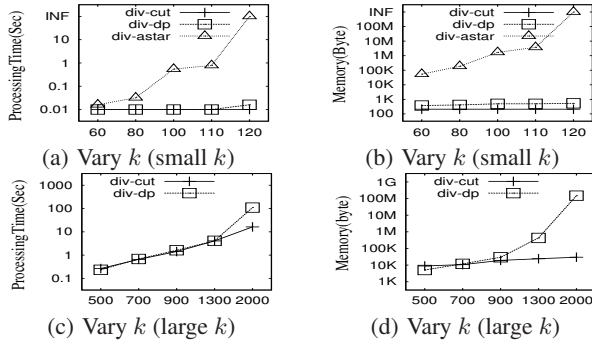 ProcessingTime(Sec)
INF
10
1
0.1
0.01
div-cut
div-dp
div-astar
60 80 100 110 120
(a) Vary k (small k)
Memory(Byte)
INF
100M
10M
1M
100K
10K
1K
100
div-cut
div-dp
div-astar
60 80 100 110 120
(b) Vary k (small k)
ProcessingTime(Sec)
1000
100
10
1
0.1
div-cut
div-dp
500 700 900 1300 2000
(c) Vary k (large k)
Memory(byte)
1G
100M
10M
1M
100K
10K
1K
div-cut
div-dp
500 700 900 1300 2000
(d) Vary k (large k)